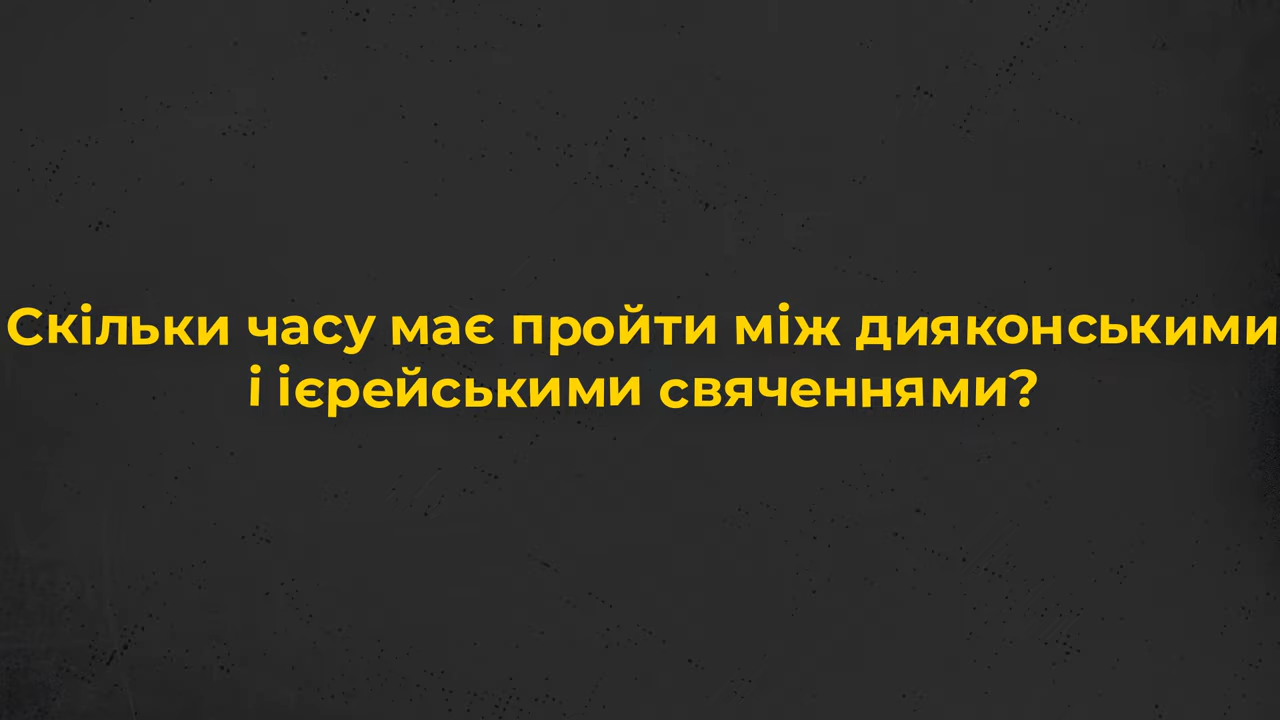 Скільки часу має пройти між дияконськими
і ієрейськими свяченнями?